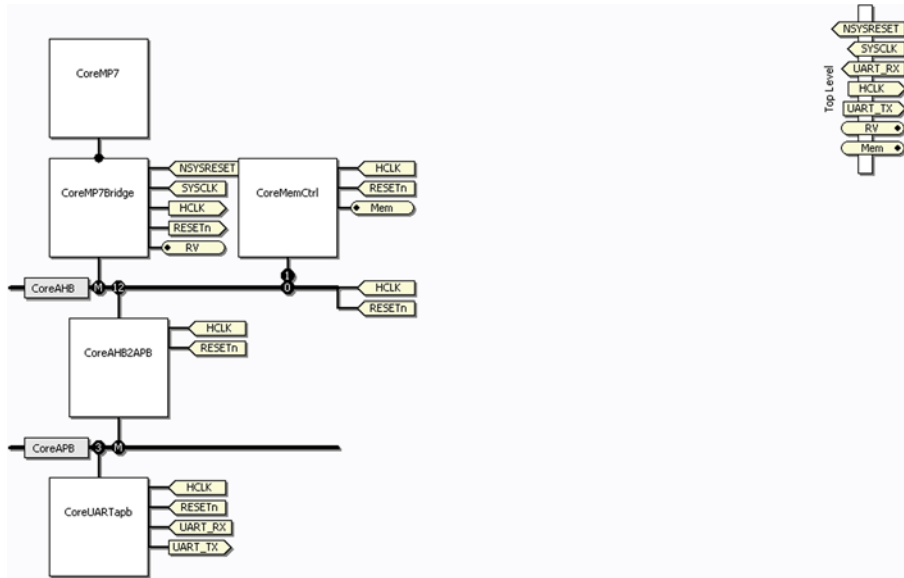 CoreMP7
CoreMP7Bridge
NSYSRESET
SYSCLK
HCLK
RESETn
RV
CoreMemCtrl
HCLK
RESETn
Mem
CoreAHB
M
12
1
0
HCLK
RESETn
CoreAHB2APB
HCLK
RESETn
CoreAPB
3
M
CoreUARTapb
HCLK
RESETn
UART_RX
UART_TX
Top Level
NSYSRESET
SYSCLK
UART_RX
HCLK
UART_TX
RV
Mem